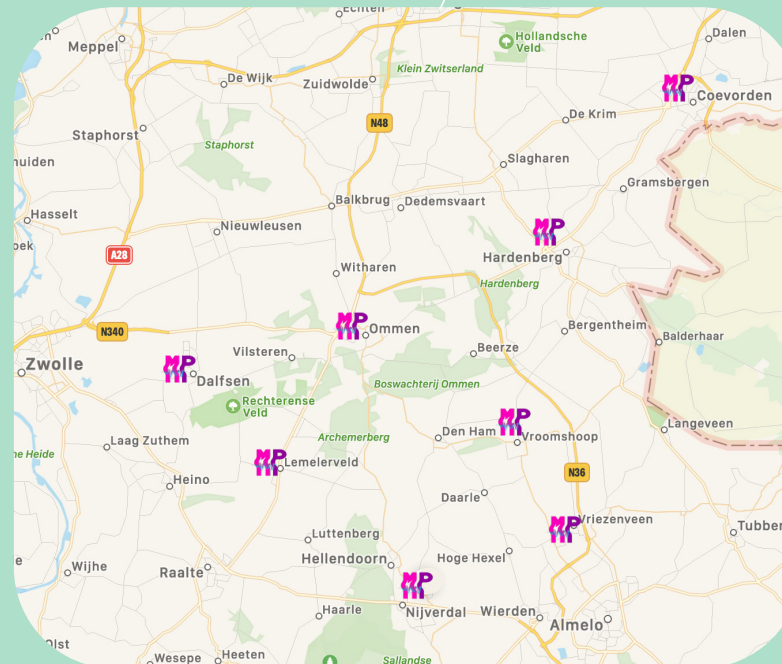 Echten
Meppel
Hollandsche
Veld
Dalen
De Wijk
Klein Zwitserland
Zuidwolde
MP
Coevorden
N48
De Krim
Staphorst
Staphorst
Slagharen
Gramsbergen
Balkbrug
Dedemsvaart
Hasselt
Nieuwleusen
MP
A28
Hardenberg
Witharen
Hardenberg
MP
Ommen
N340
Bergentheim
Balderhaar
Zwolle
Vilsteren
Beerze
MP
Dalfsen
Boswachterij Ommen
Rechterense
Veld
MP
Langeveen
Laag Zuthem
Archemerberg
Den Ham
Vroomshoop
ne Heide
MP
Lemelerveld
N36
Heino
Daarle
MP
Vriezenveen
Tubber
Luttenberg
Hellendoorn
Hoge Hexel
Wijhe
Raalte
MP
Haarle
Nijverdal
Wierden
Almelo
Olst
Wesepe
Heeten
Sallandse